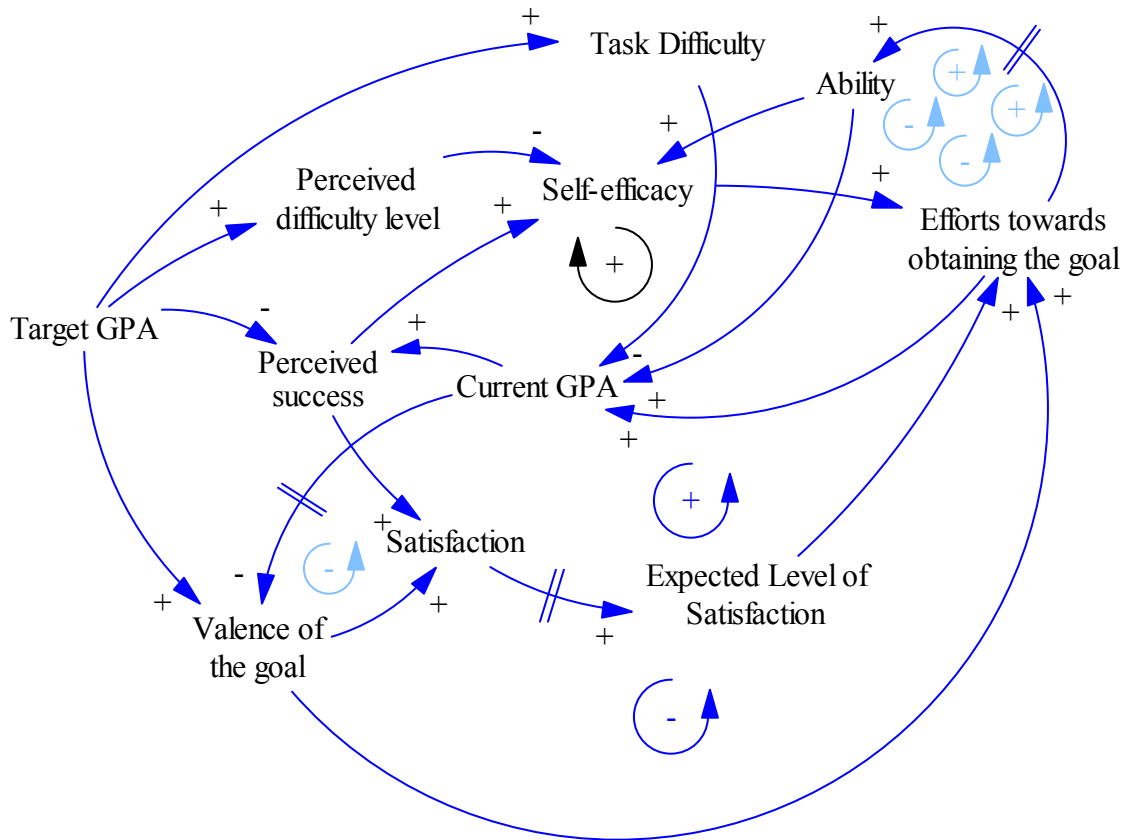 +
Task Difficulty
+
Ability
+
+
-
-
+
-
Perceived
difficulty level
+
Self-efficacy
+
+
+
Efforts towards
obtaining the goal
+
Target GPA
-
+
+
+
Perceived
success
-
Current GPA
+
+
+
+
Satisfaction
-
-
+
+
Expected Level of
Satisfaction
+
+
Valence of
the goal
-